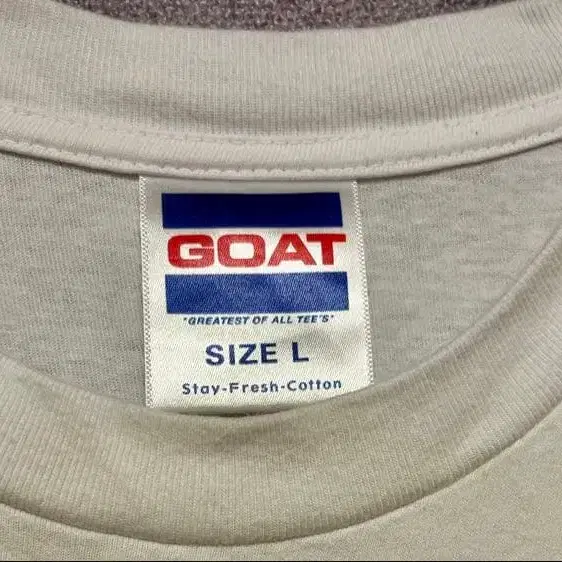 GOAT
"GREATEST OF ALL TEE'S"
SIZE L
Stay-Fresh-Cotton